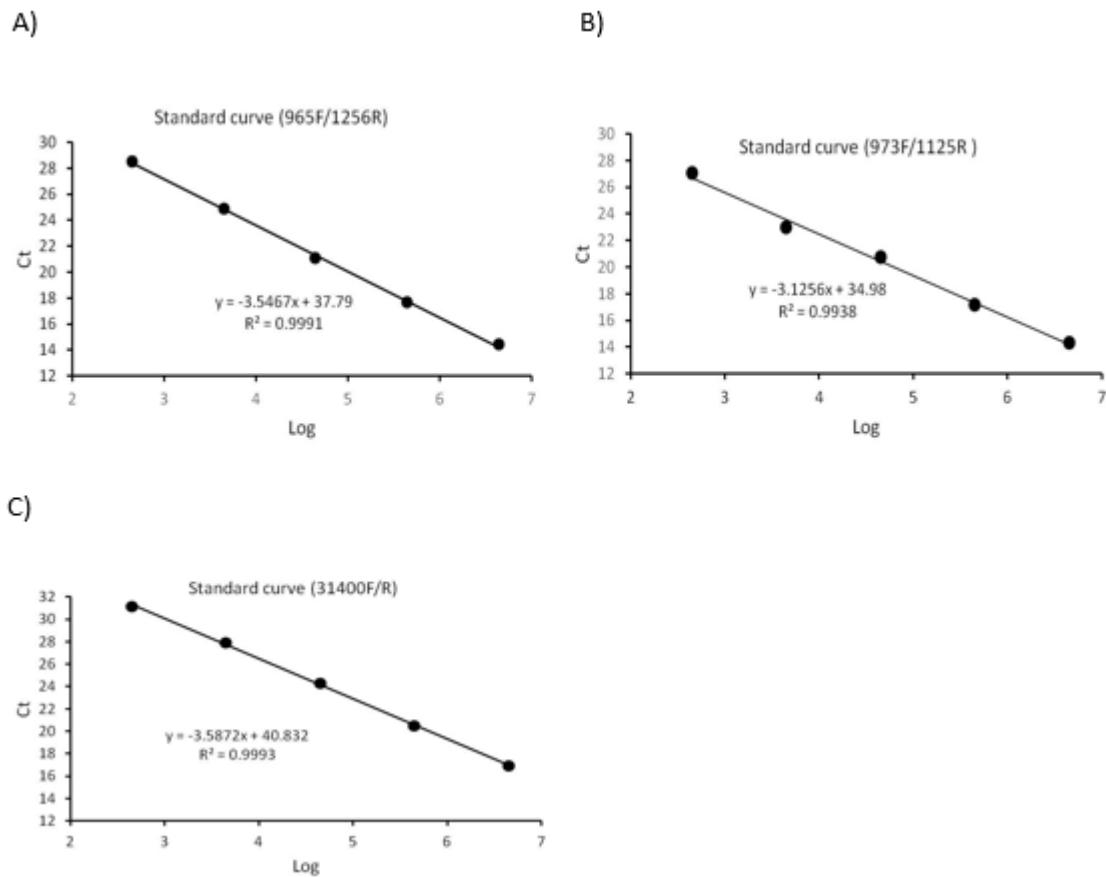 A)
Standard curve (965F/1256R)
30
28
26
24
22
20
18
16
14
12
Ct
y = -3.5467x + 37.79
R² = 0.9991
2 3 4 5 6 7
Log
B)
Standard curve (973F/1125R )
30
28
26
24
22
20
18
16
14
12
Ct
y = -3.1256x + 34.98
R² = 0.9938
2 3 4 5 6 7
Log
C)
Standard curve (31400F/R)
32
30
28
26
24
22
20
18
16
14
12
Ct
y = -3.5872x + 40.832
R² = 0.9993
2 3 4 5 6 7
Log